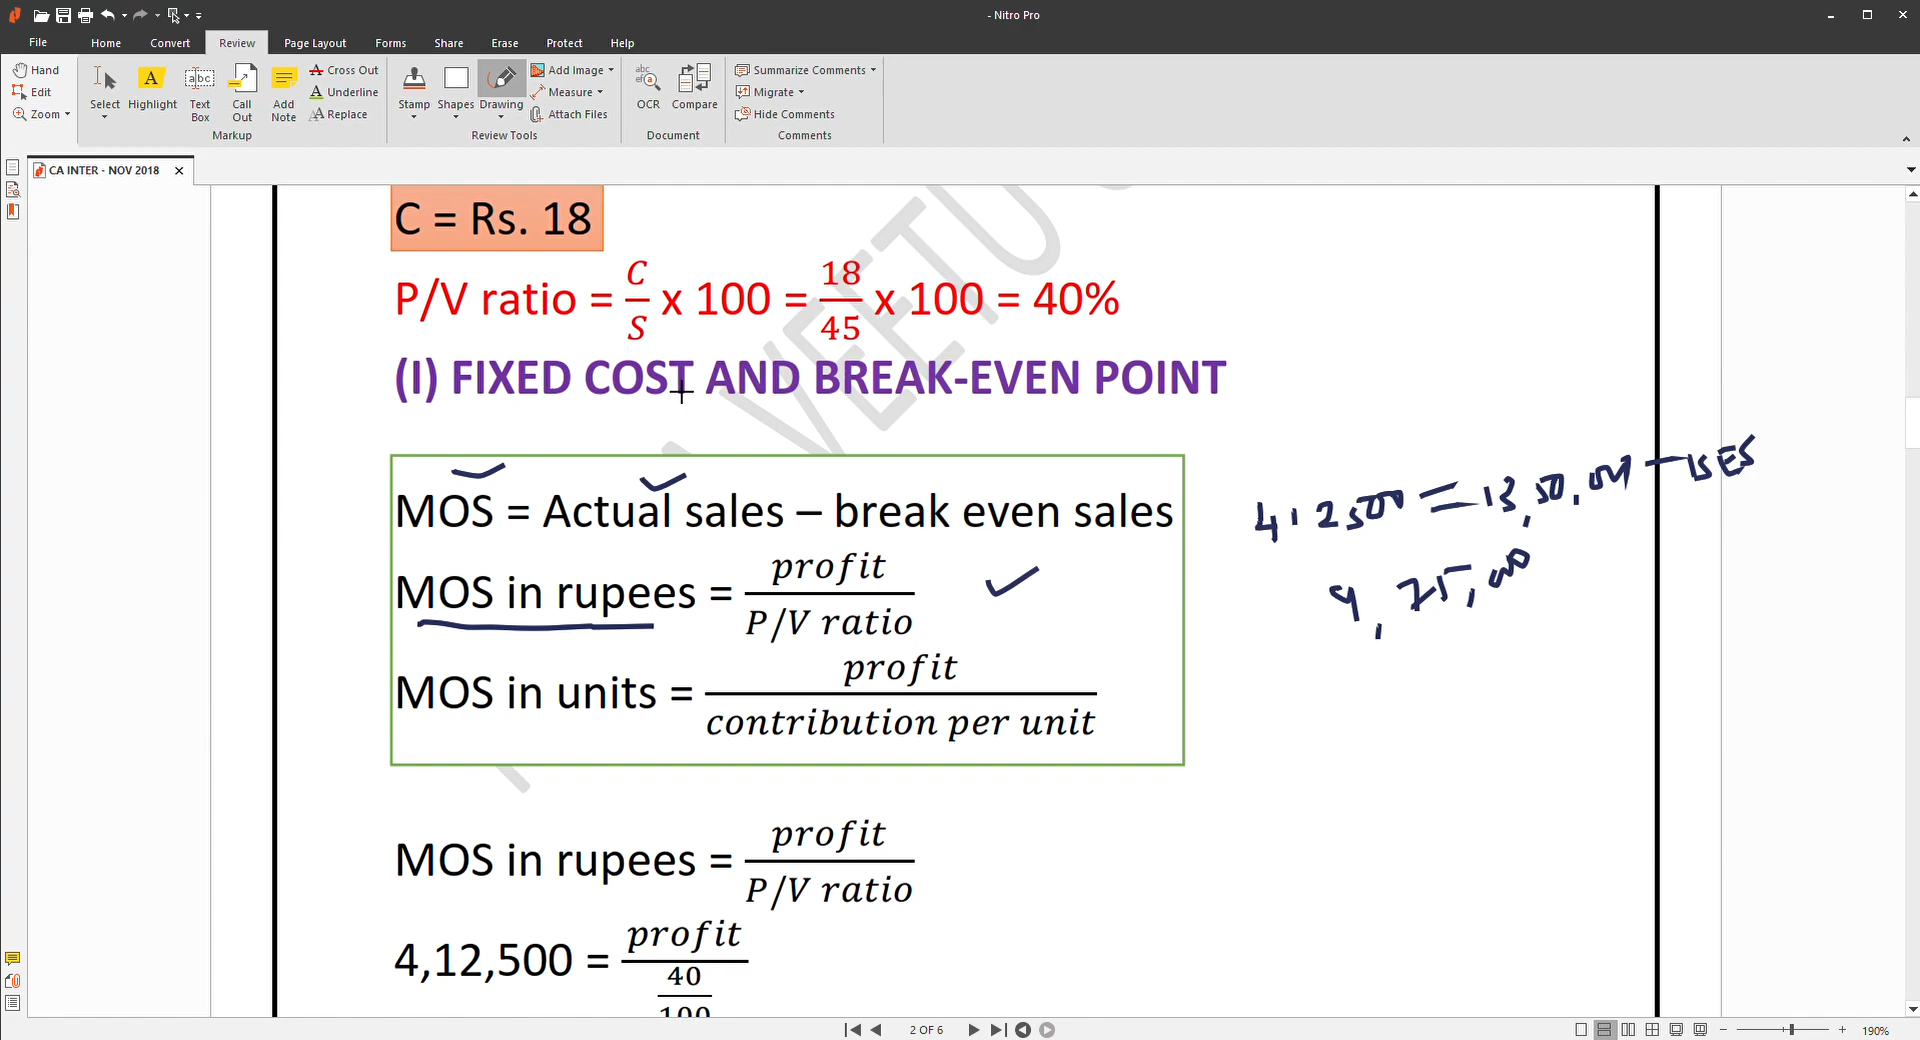 - Nitro Pro
File Home Convert Review Page Layout Forms Share Erase Protect Help
Hand
Edit
Zoom
Select
Highlight
Text Box
Call Out
Add Note
Cross Out
Underline
Replace
Markup
Stamp
Shapes
Drawing
Add Image
Measure
Attach Files
Review Tools
OCR
Compare
Document
Summarize Comments
Migrate
Hide Comments
Comments
CA INTER - NOV 2018
C = Rs. 18
P/V ratio = C/S x 100 = 18/45 x 100 = 40%
(I) FIXED COST AND BREAK-EVEN POINT
MOS = Actual sales – break even sales
MOS in rupees = profit / P/V ratio
MOS in units = profit / contribution per unit
= 13,50,000 – BES
9,75,000
MOS in rupees = profit / P/V ratio
4,12,500 = profit / 40/100
VEETU
2 OF 6
190%